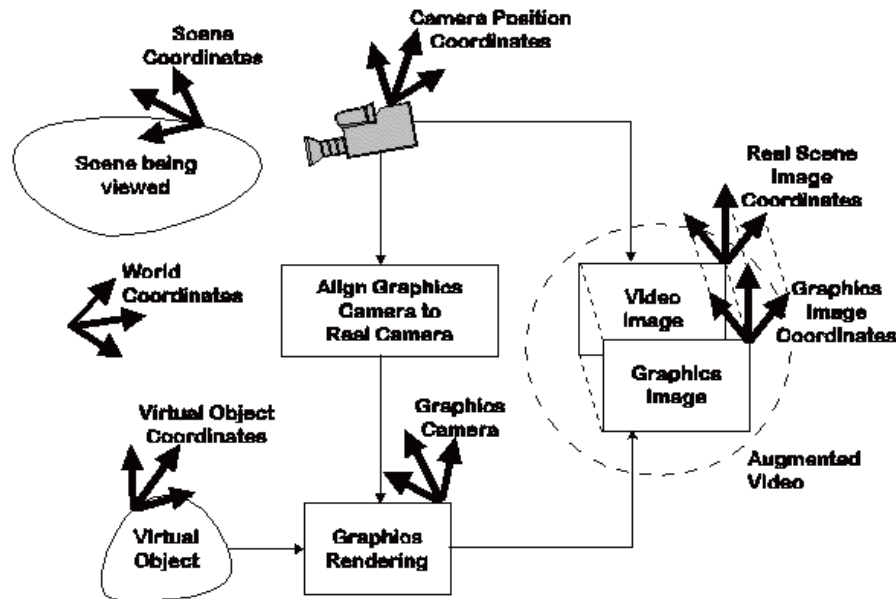 Scene
Coordinates
Camera Position
Coordinates
Scene being
viewed
Real Scene
Image
Coordinates
World
Coordinates
Align Graphics
Camera to
Real Camera
Video
Image
Graphics
Image
Coordinates
Graphics
Image
Virtual Object
Coordinates
Graphics
Camera
Augmented
Video
Virtual
Object
Graphics
Rendering